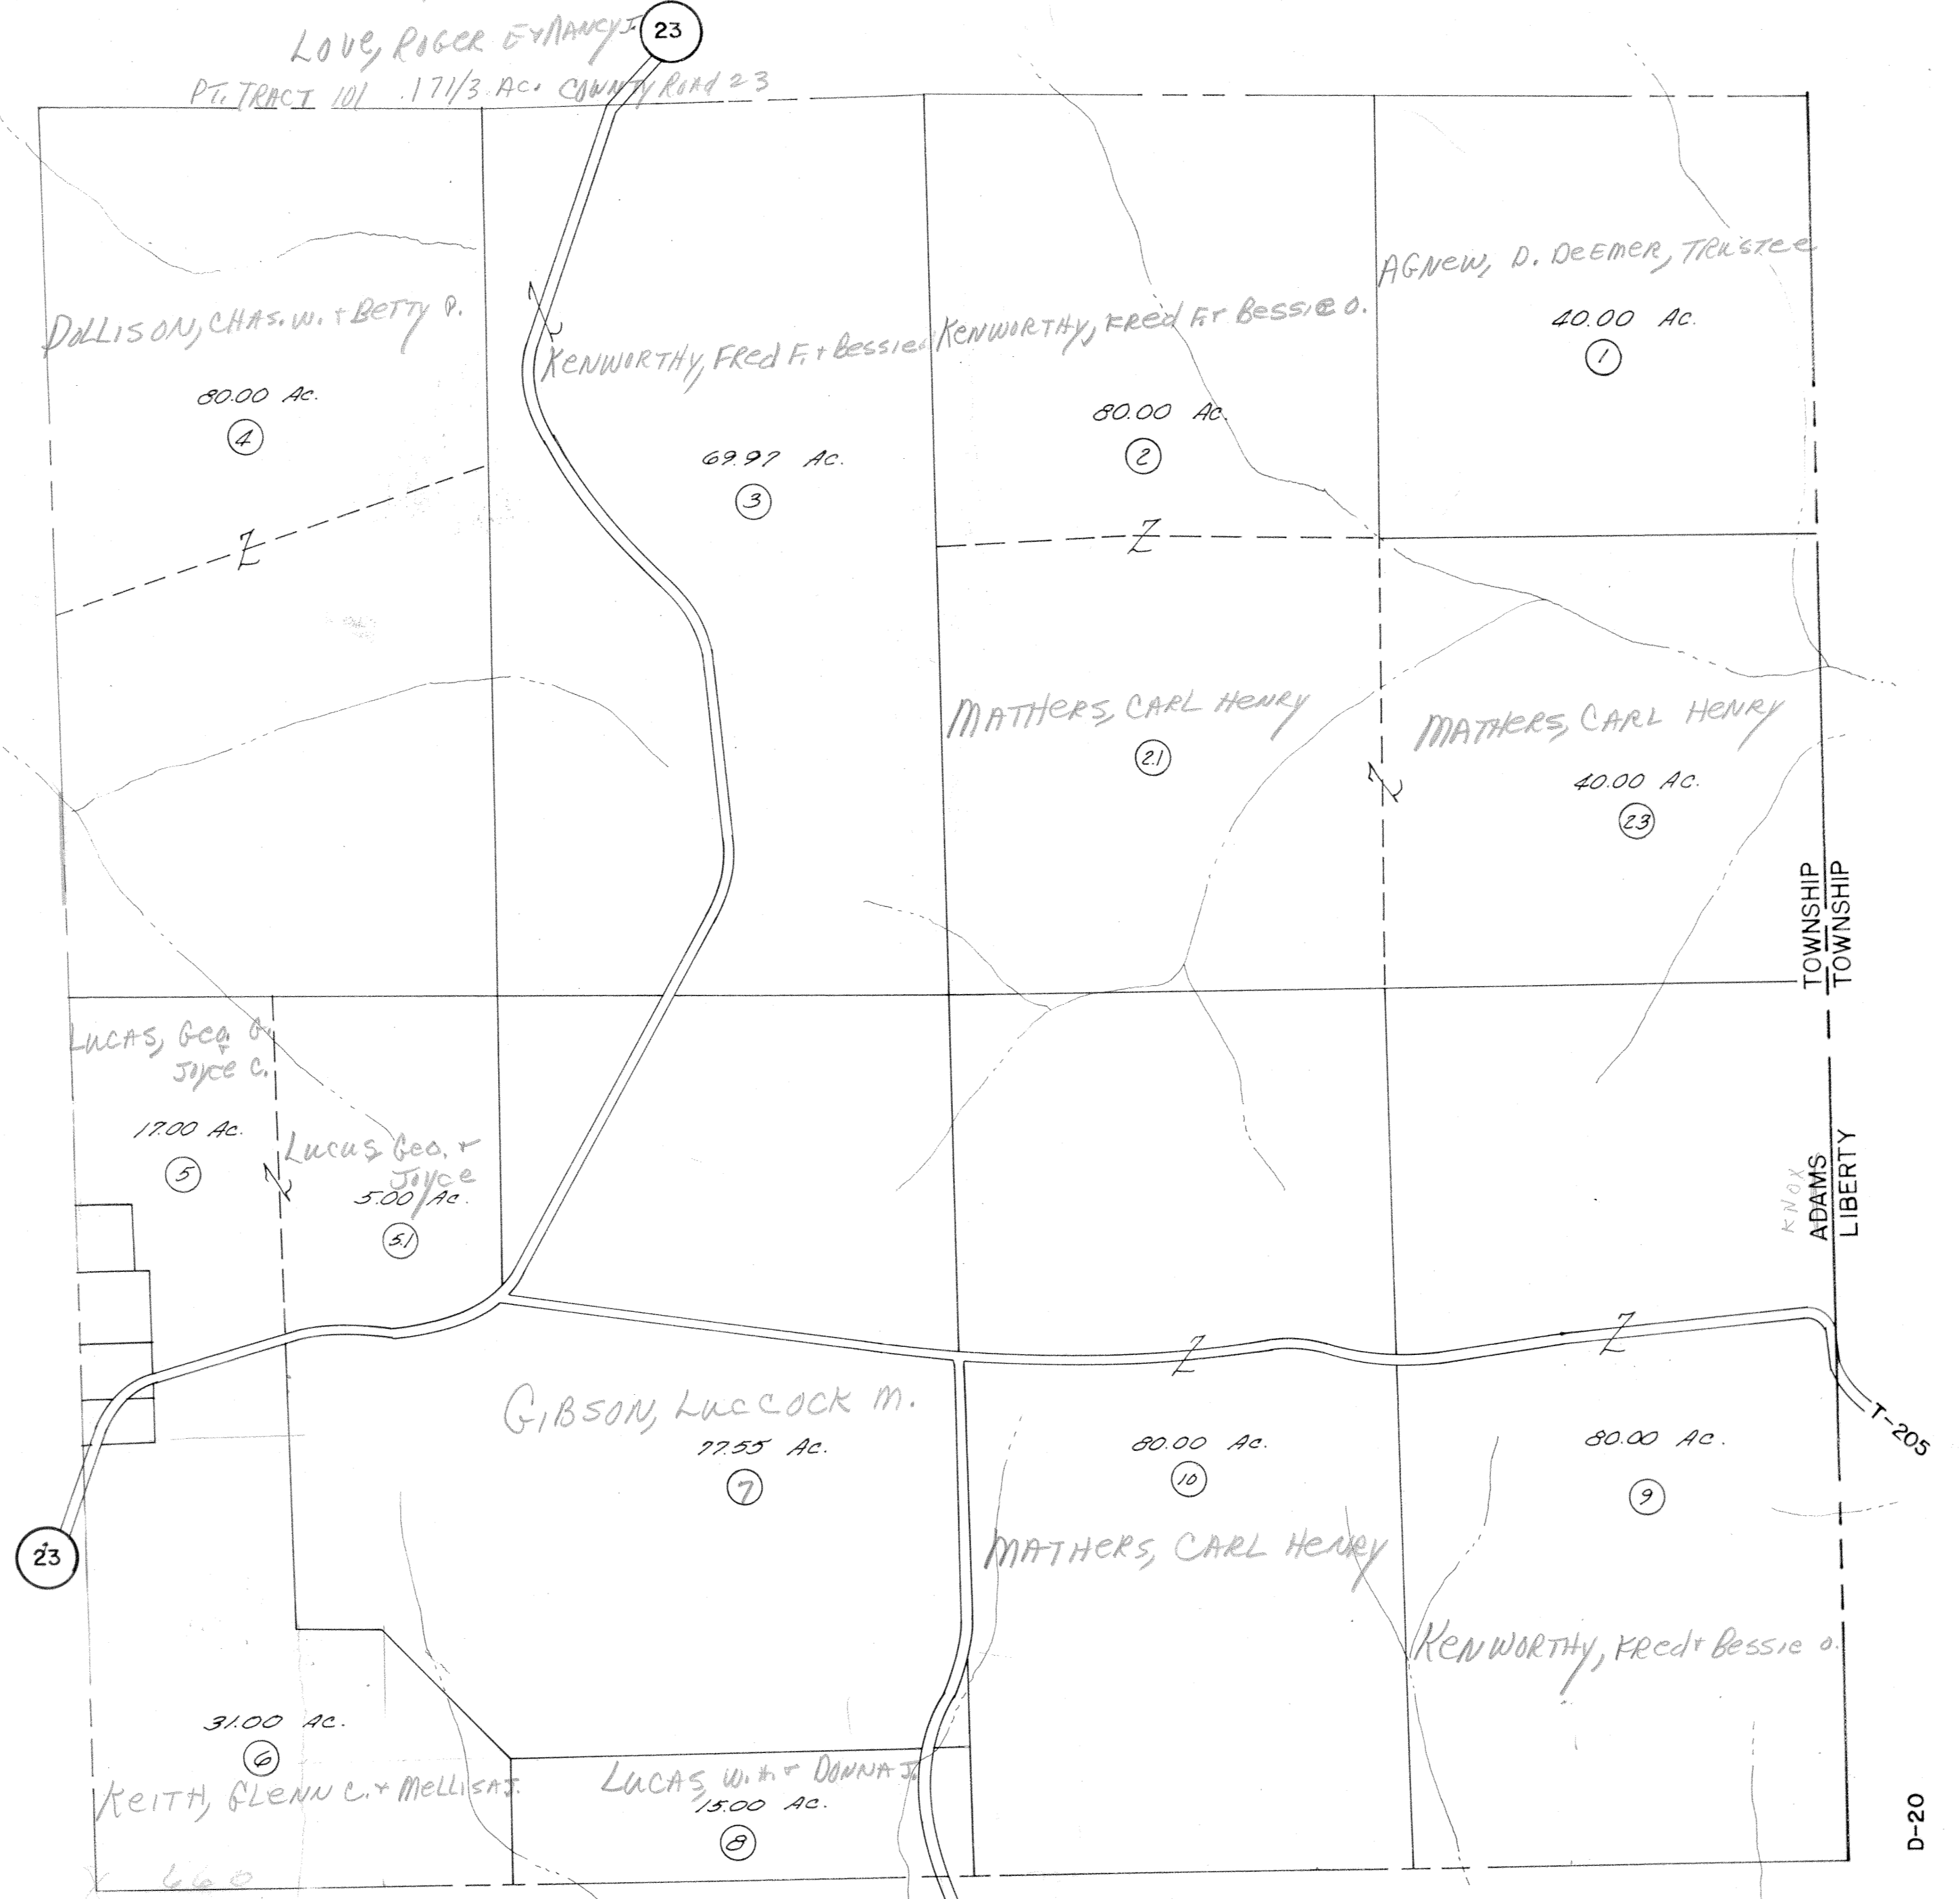 LOVE, ROGER E + NANCY J.
23
PT. TRACT 101 .171/3 AC. COUNTY ROAD 23
AGNEW, D. DEEMER, TRUSTEE
40.00 AC.
1
DOLLISON, CHAS. W. + BETTY P.
80.00 AC.
4
KENWORTHY, FRED F. + BESSIE
69.97 AC.
3
KENWORTHY, FRED F. + BESSIE O.
80.00 AC.
2
Z
Z
Z
MATHERS, CARL HENRY
2.1
Z
MATHERS, CARL HENRY
40.00 AC.
23
TOWNSHIP
TOWNSHIP
LUCAS, GEO. G.
+
JOYCE C.
17.00 AC.
5
Z
LUCUS GEO. +
JOYCE
5.00 AC.
5.1
KNOX
ADAMS
LIBERTY
Z
Z
T-205
GIBSON, LUCCOCK M.
77.55 AC.
7
80.00 AC.
10
MATHERS, CARL HENRY
80.00 AC.
9
KENWORTHY, FRED + BESSIE O.
23
31.00 AC.
6
KEITH, GLENN C. + MELLISA J.
LUCAS, W. H. + DONNA J.
15.00 AC.
8
660
D-20